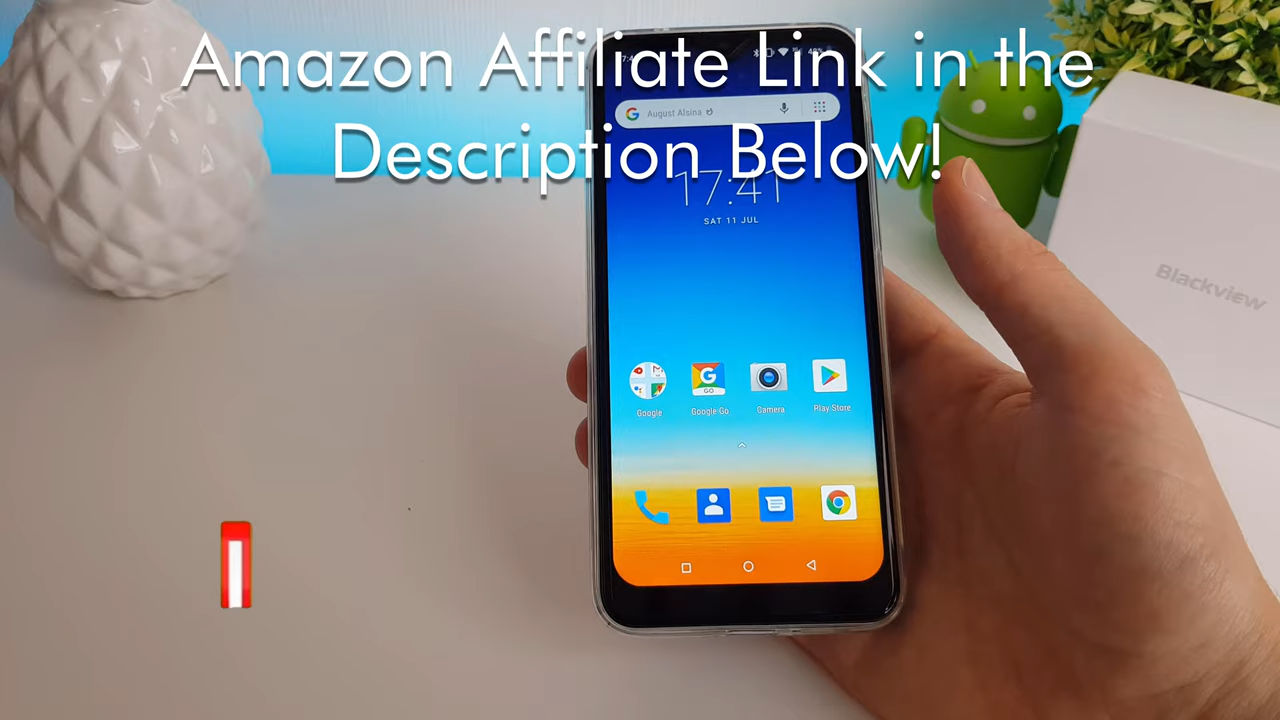 Amazon Affiliate Link in the
Description Below!
August Alsina
17:41
SAT 11 JUL
Google
Google Go
Camera
Play Store
Blackview